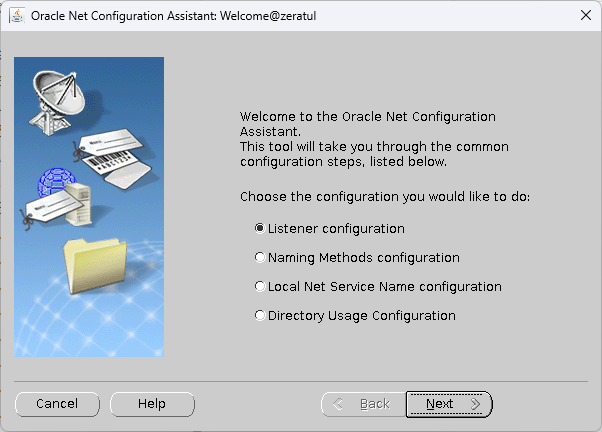 Oracle Net Configuration Assistant: Welcome@zeratul
Welcome to the Oracle Net Configuration
Assistant.
This tool will take you through the common
configuration steps, listed below.
Choose the configuration you would like to do:
Listener configuration
Naming Methods configuration
Local Net Service Name configuration
Directory Usage Configuration
Cancel
Help
Back
Next